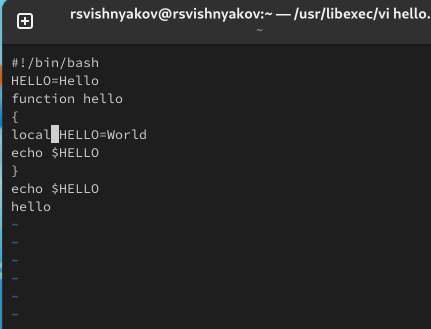 rsvishnyakov@rsvishnyakov:~ — /usr/libexec/vi hello.
~
#!/bin/bash
HELLO=Hello
function hello
{
local HELLO=World
echo $HELLO
}
echo $HELLO
hello
~
~
~
~
~
~